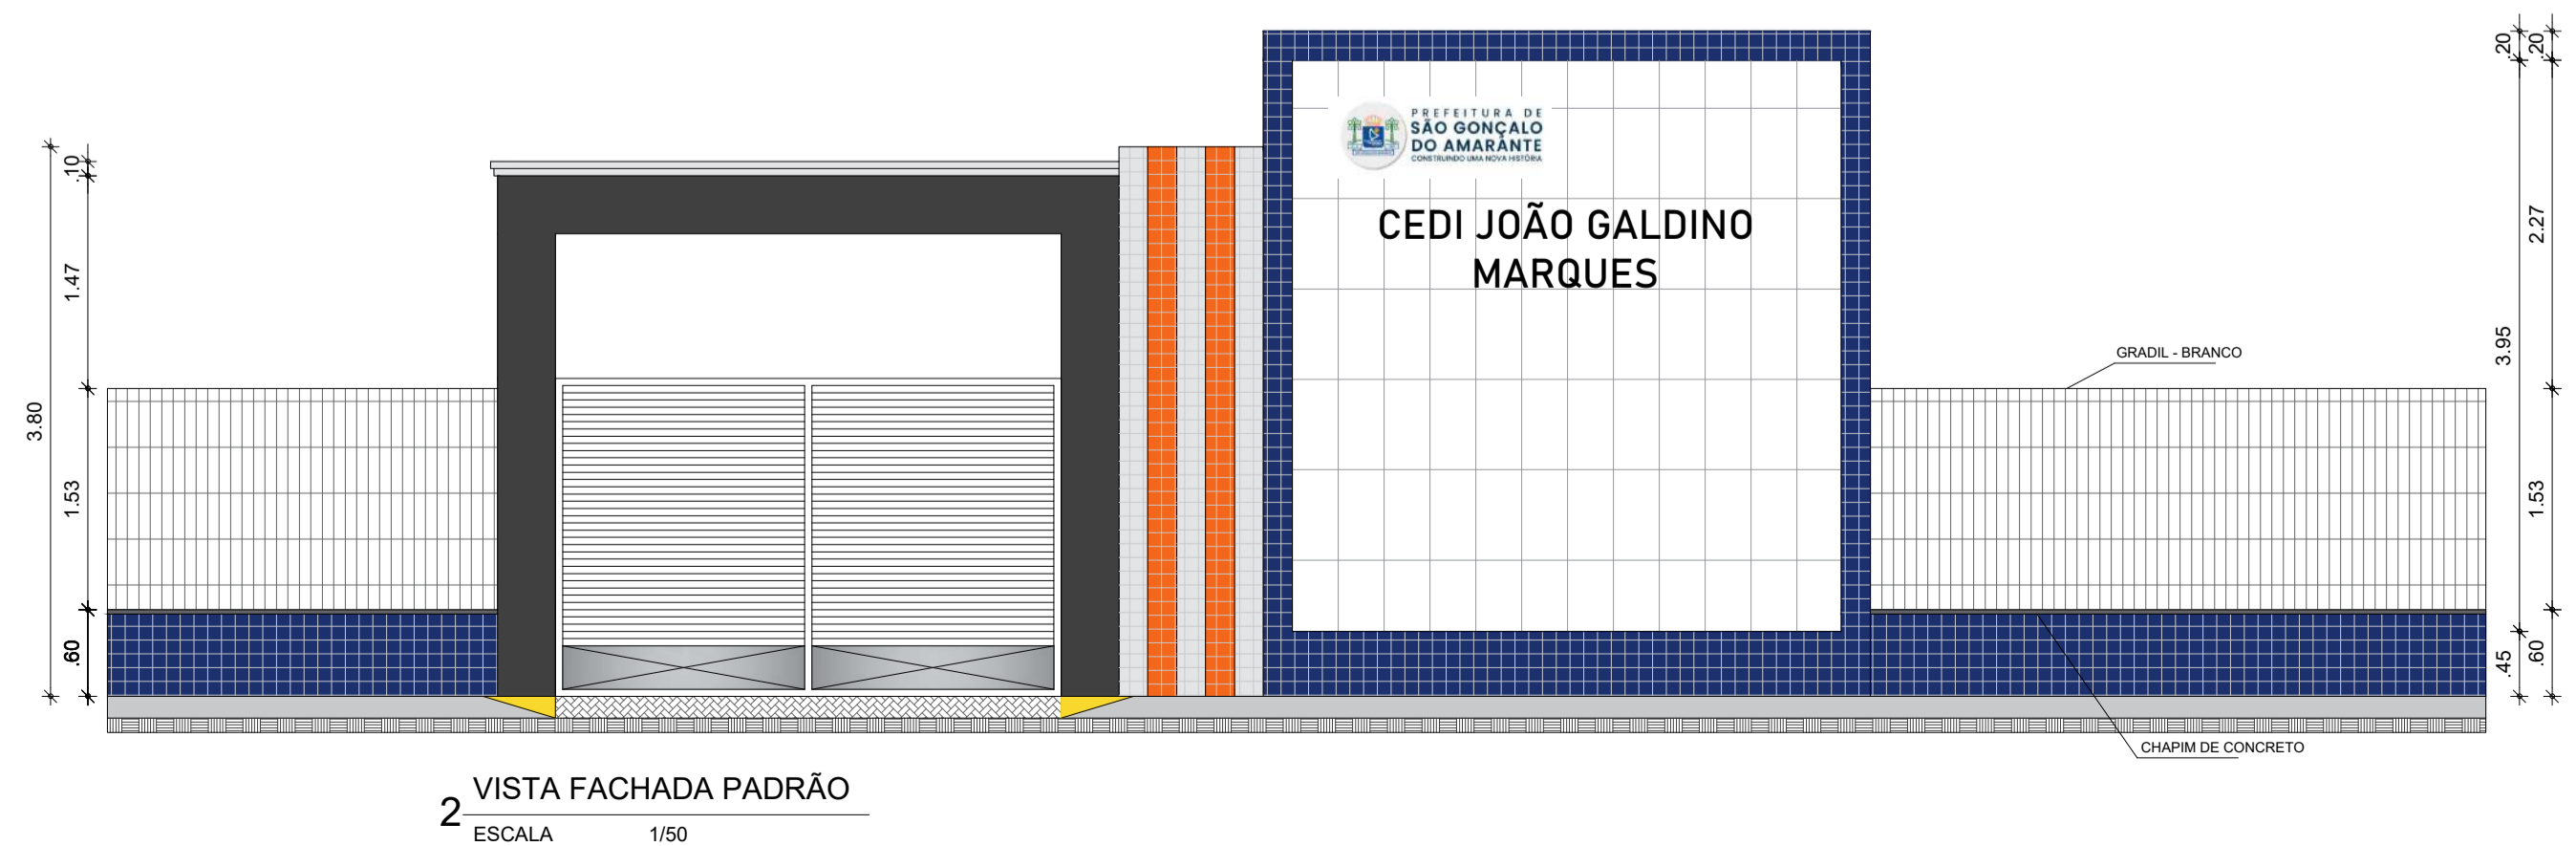 PREFEITURA DE
SÃO GONÇALO
DO AMARANTE
CONSTRUINDO UMA NOVA HISTÓRIA
CEDI JOÃO GALDINO
MARQUES
.10
1.47
3.80
1.53
.60
.20
.20
2.27
3.95
1.53
.45
.60
GRADIL - BRANCO
CHAPIM DE CONCRETO
2
VISTA FACHADA PADRÃO
ESCALA 1/50